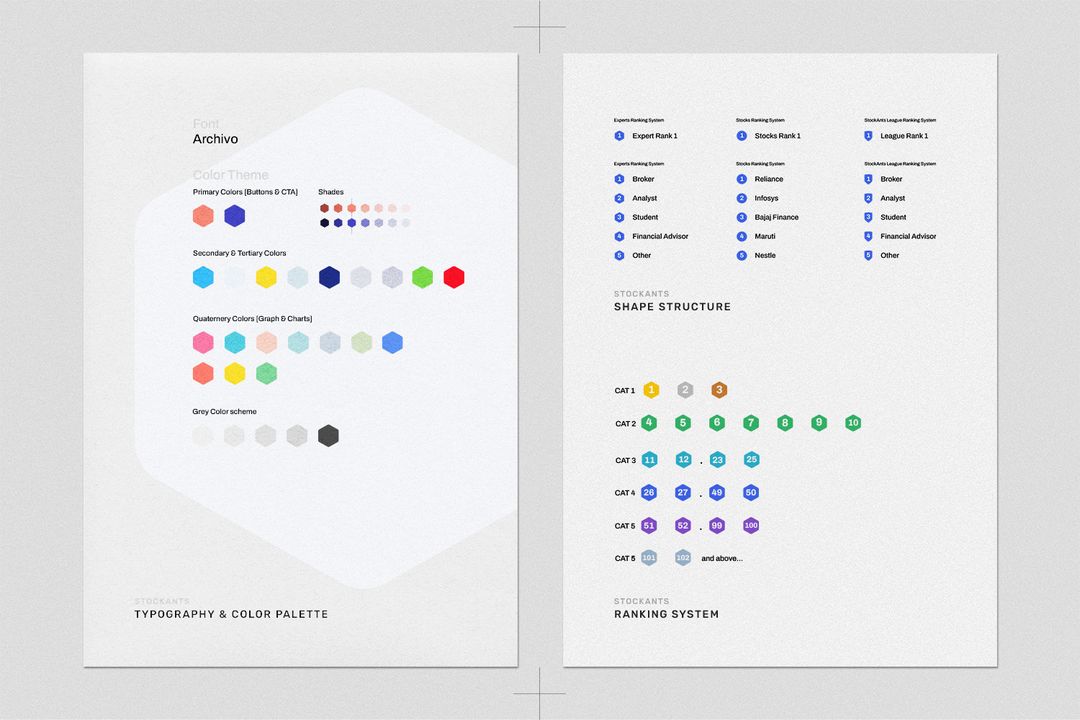 Font
Archivo
Color Theme
Primary Colors [Buttons & CTA]
Shades
Secondary & Tertiary Colors
Quaternery Colors [Graph & Charts]
Grey Color scheme
STOCKANTS
TYPOGRAPHY & COLOR PALETTE
Experts Ranking System
1 Expert Rank 1
Stocks Ranking System
1 Stocks Rank 1
StockAnts League Ranking System
1 League Rank 1
Experts Ranking System
1 Broker
2 Analyst
3 Student
4 Financial Advisor
5 Other
Stocks Ranking System
1 Reliance
2 Infosys
3 Bajaj Finance
4 Maruti
5 Nestle
StockAnts League Ranking System
1 Broker
2 Analyst
3 Student
4 Financial Advisor
5 Other
STOCKANTS
SHAPE STRUCTURE
CAT 1 1 2 3
CAT 2 4 5 6 7 8 9 10
CAT 3 11 12 . 23 25
CAT 4 26 27 . 49 50
CAT 5 51 52 . 99 100
CAT 5 101 102 and above...
STOCKANTS
RANKING SYSTEM